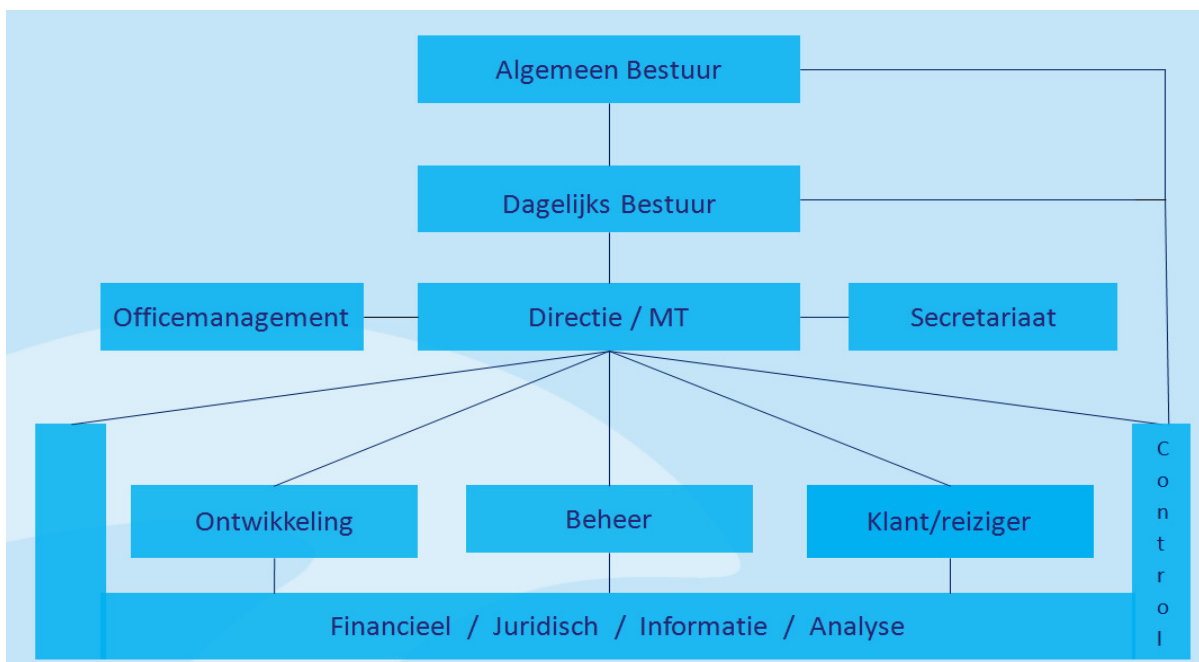 Algemeen Bestuur
Dagelijks Bestuur
Officemanagement
Directie / MT
Secretariaat
Ontwikkeling
Beheer
Klant/reiziger
Control
Financieel / Juridisch / Informatie / Analyse